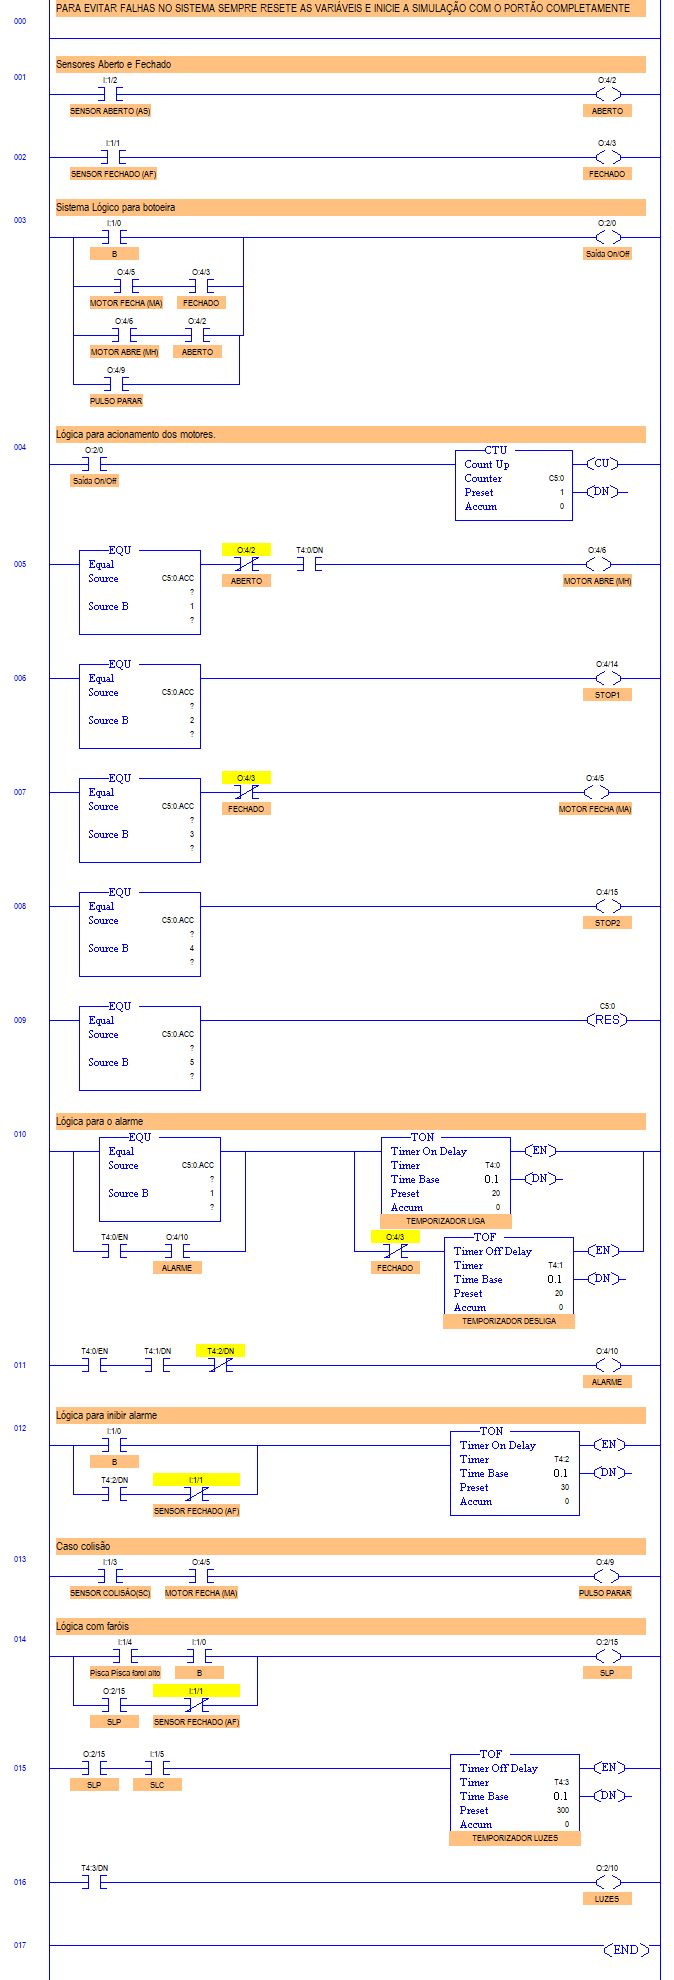 PARA EVITAR FALHAS NO SISTEMA SEMPRE RESETE AS VARIÁVEIS E INICIE A SIMULAÇÃO COM O PORTÃO COMPLETAMENTE
000
Sensores Aberto e Fechado
001
I:1/2 O:4/2
SENSOR ABERTO (AS) ABERTO
I:1/1 O:4/3
002
SENSOR FECHADO (AF) FECHADO
Sistema Lógico para botoeira
003
I:1/0 O:2/0
B Saída On/Off
O:4/5 O:4/3
MOTOR FECHA (MA) FECHADO
O:4/6 O:4/2
MOTOR ABRE (MH) ABERTO
O:4/9
PULSO PARAR
Lógica para acionamento dos motores.
004
O:2/0 CTU
Count Up CU
Saída On/Off Counter C5:0
Preset 1 DN
Accum 0
EQU O:4/2 T4:0/DN O:4/6
005 Equal
Source C5:0.ACC ABERTO MOTOR ABRE (MH)
?
Source B 1
?
EQU O:4/14
006 Equal
Source C5:0.ACC STOP1
?
Source B 2
?
EQU O:4/3 O:4/5
007 Equal
Source C5:0.ACC FECHADO MOTOR FECHA (MA)
?
Source B 3
?
EQU O:4/15
008 Equal
Source C5:0.ACC STOP2
?
Source B 4
?
EQU C5:0
009 Equal RES
Source C5:0.ACC
?
Source B 5
?
Lógica para o alarme
010
EQU TON
Equal Timer On Delay EN
Source C5:0.ACC Timer T4:0
? Time Base 0.1 DN
Source B 1 Preset 20
? Accum 0
TEMPORIZADOR LIGA
T4:0/EN O:4/10 O:4/3 TOF
Timer Off Delay EN
ALARME FECHADO Timer T4:1
Time Base 0.1 DN
Preset 20
Accum 0
TEMPORIZADOR DESLIGA
T4:0/EN T4:1/DN T4:2/DN O:4/10
011
ALARME
Lógica para inibir alarme
012
I:1/0 TON
Timer On Delay EN
B Timer T4:2
T4:2/DN I:1/1 Time Base 0.1 DN
Preset 30
SENSOR FECHADO (AF) Accum 0
Caso colisão
013
I:1/3 O:4/5 O:4/9
SENSOR COLISÃO(SC) MOTOR FECHA (MA) PULSO PARAR
Lógica com faróis
014
I:1/4 I:1/0 O:2/15
Pisca Pisca farol alto B SLP
O:2/15 I:1/1
SLP SENSOR FECHADO (AF)
O:2/15 I:1/5 TOF
015 Timer Off Delay EN
SLP SLC Timer T4:3
Time Base 0.1 DN
Preset 300
Accum 0
TEMPORIZADOR LUZES
T4:3/DN O:2/10
016
LUZES
017 END